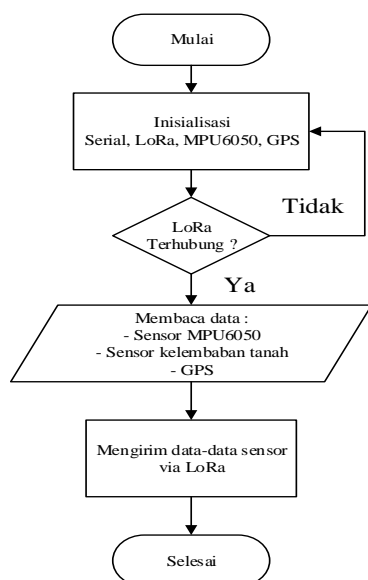 Mulai
Inisialisasi
Serial, LoRa, MPU6050, GPS
LoRa
Terhubung ?
Tidak
Ya
Membaca data :
- Sensor MPU6050
- Sensor kelembaban tanah
- GPS
Mengirim data-data sensor
via LoRa
Selesai